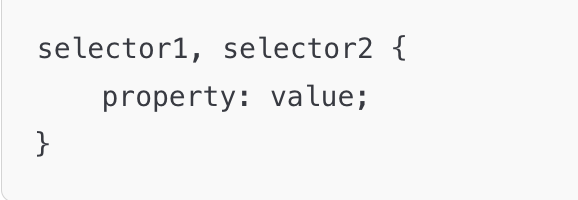 selector1, selector2 {
    property: value;
}